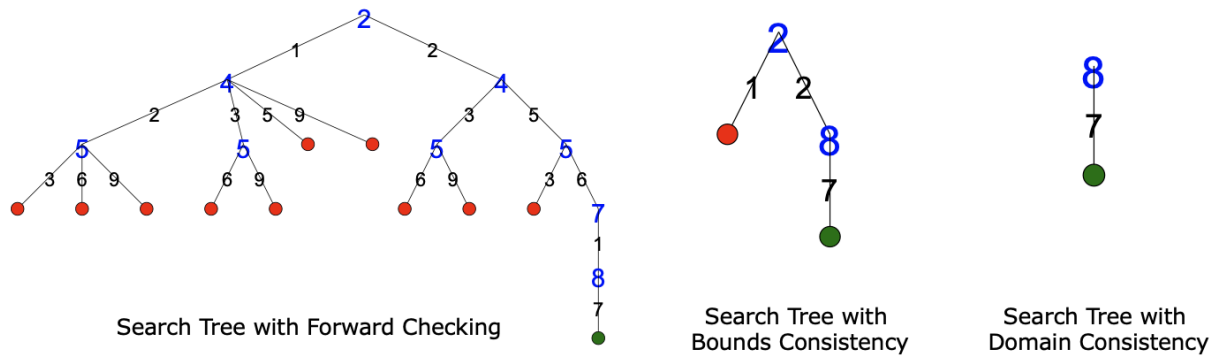 2
1 2
4 4
2 3 5 9 3 5
5 5 5 5
3 6 9 6 9 6 9 3 6
7
1
8
7
Search Tree with Forward Checking
2
1 2
8
7
Search Tree with
Bounds Consistency
8
7
Search Tree with
Domain Consistency